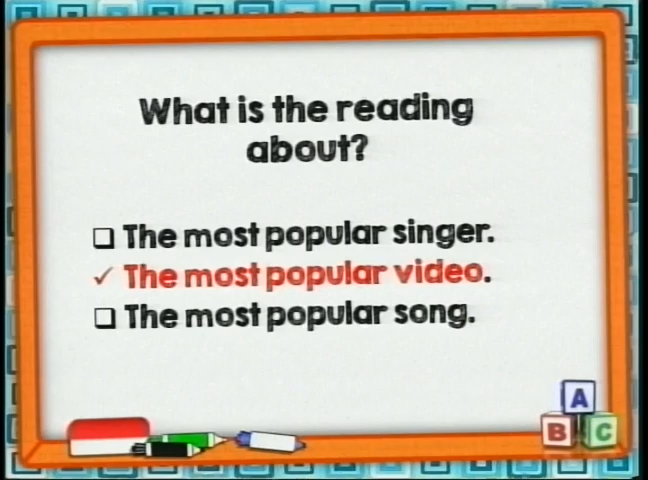 What is the reading
about?
❑ The most popular singer.
✓ The most popular video.
❑ The most popular song.
A
B C